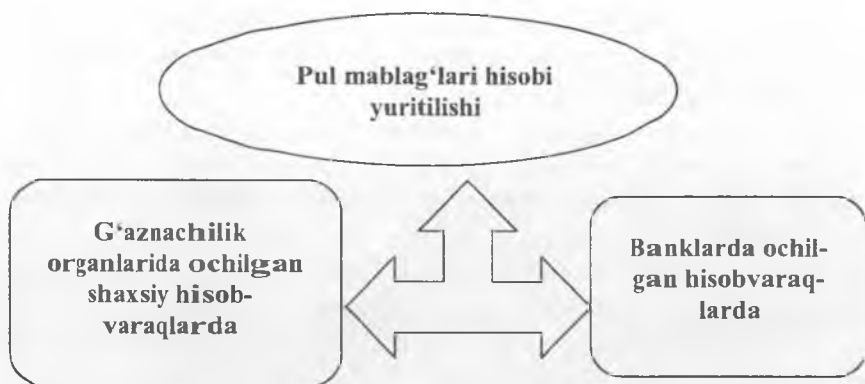 Pul mablag‘lari hisobi
yuritilishi
G‘aznachilik
organlarida ochilgan
shaxsiy hisob-
varaqlarda
Banklarda ochil-
gan hisobvaraq-
larda